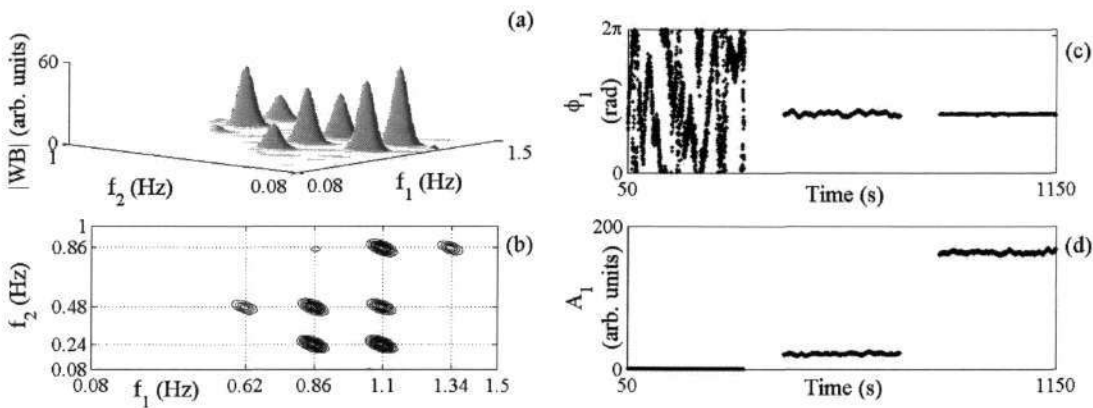 (a)
|WB| (arb. units)
60
0
1
f₂ (Hz)
0.08
0.08
f₁ (Hz)
1.5
(b)
f₂ (Hz)
1
0.86
0.48
0.24
0.08
0.08
0.62
0.86
1.1
1.34
1.5
f₁ (Hz)
(c)
ϕ₁
(rad)
2π
0
50
Time (s)
1150
(d)
A₁
(arb. units)
200
0
50
Time (s)
1150